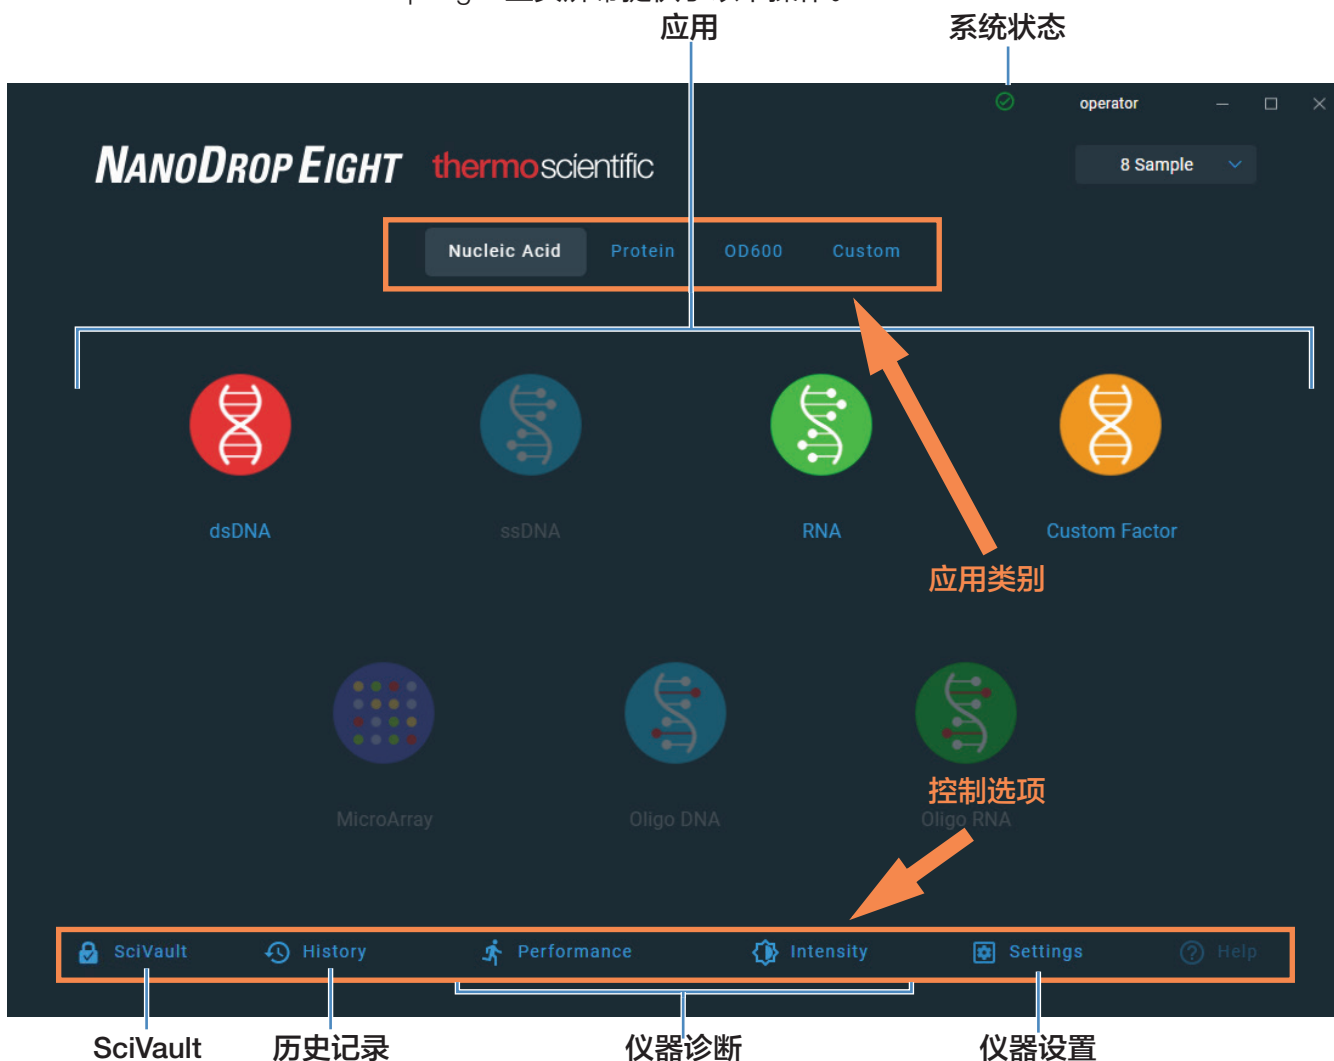 应用
系统状态
operator
NANODROP EIGHT thermoscientific
8 Sample
Nucleic Acid Protein OD600 Custom
dsDNA ssDNA RNA Custom Factor
应用类别
MicroArray Oligo DNA Oligo RNA
控制选项
SciVault History Performance Intensity Settings Help
SciVault 历史记录 仪器诊断 仪器设置